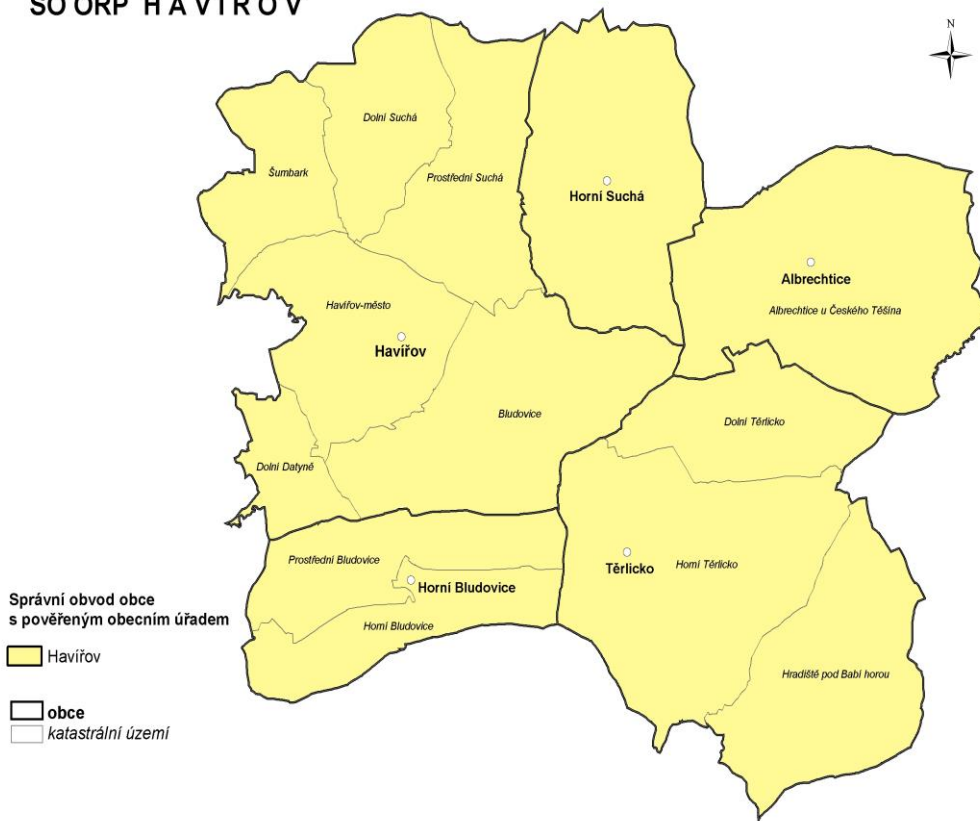 SO ORP HAVÍŘOV
N
Dolní Suchá
Šumbark
Prostřední Suchá
Horní Suchá
Albrechtice
Albrechtice u Českého Těšína
Havířov-město
Havířov
Bludovice
Dolní Těrlicko
Dolní Datyně
Prostřední Bludovice
Těrlicko
Horní Těrlicko
Horní Bludovice
Horní Bludovice
Hradiště pod Babí horou
Správní obvod obce
s pověřeným obecním úřadem
Havířov
obce
katastrální území